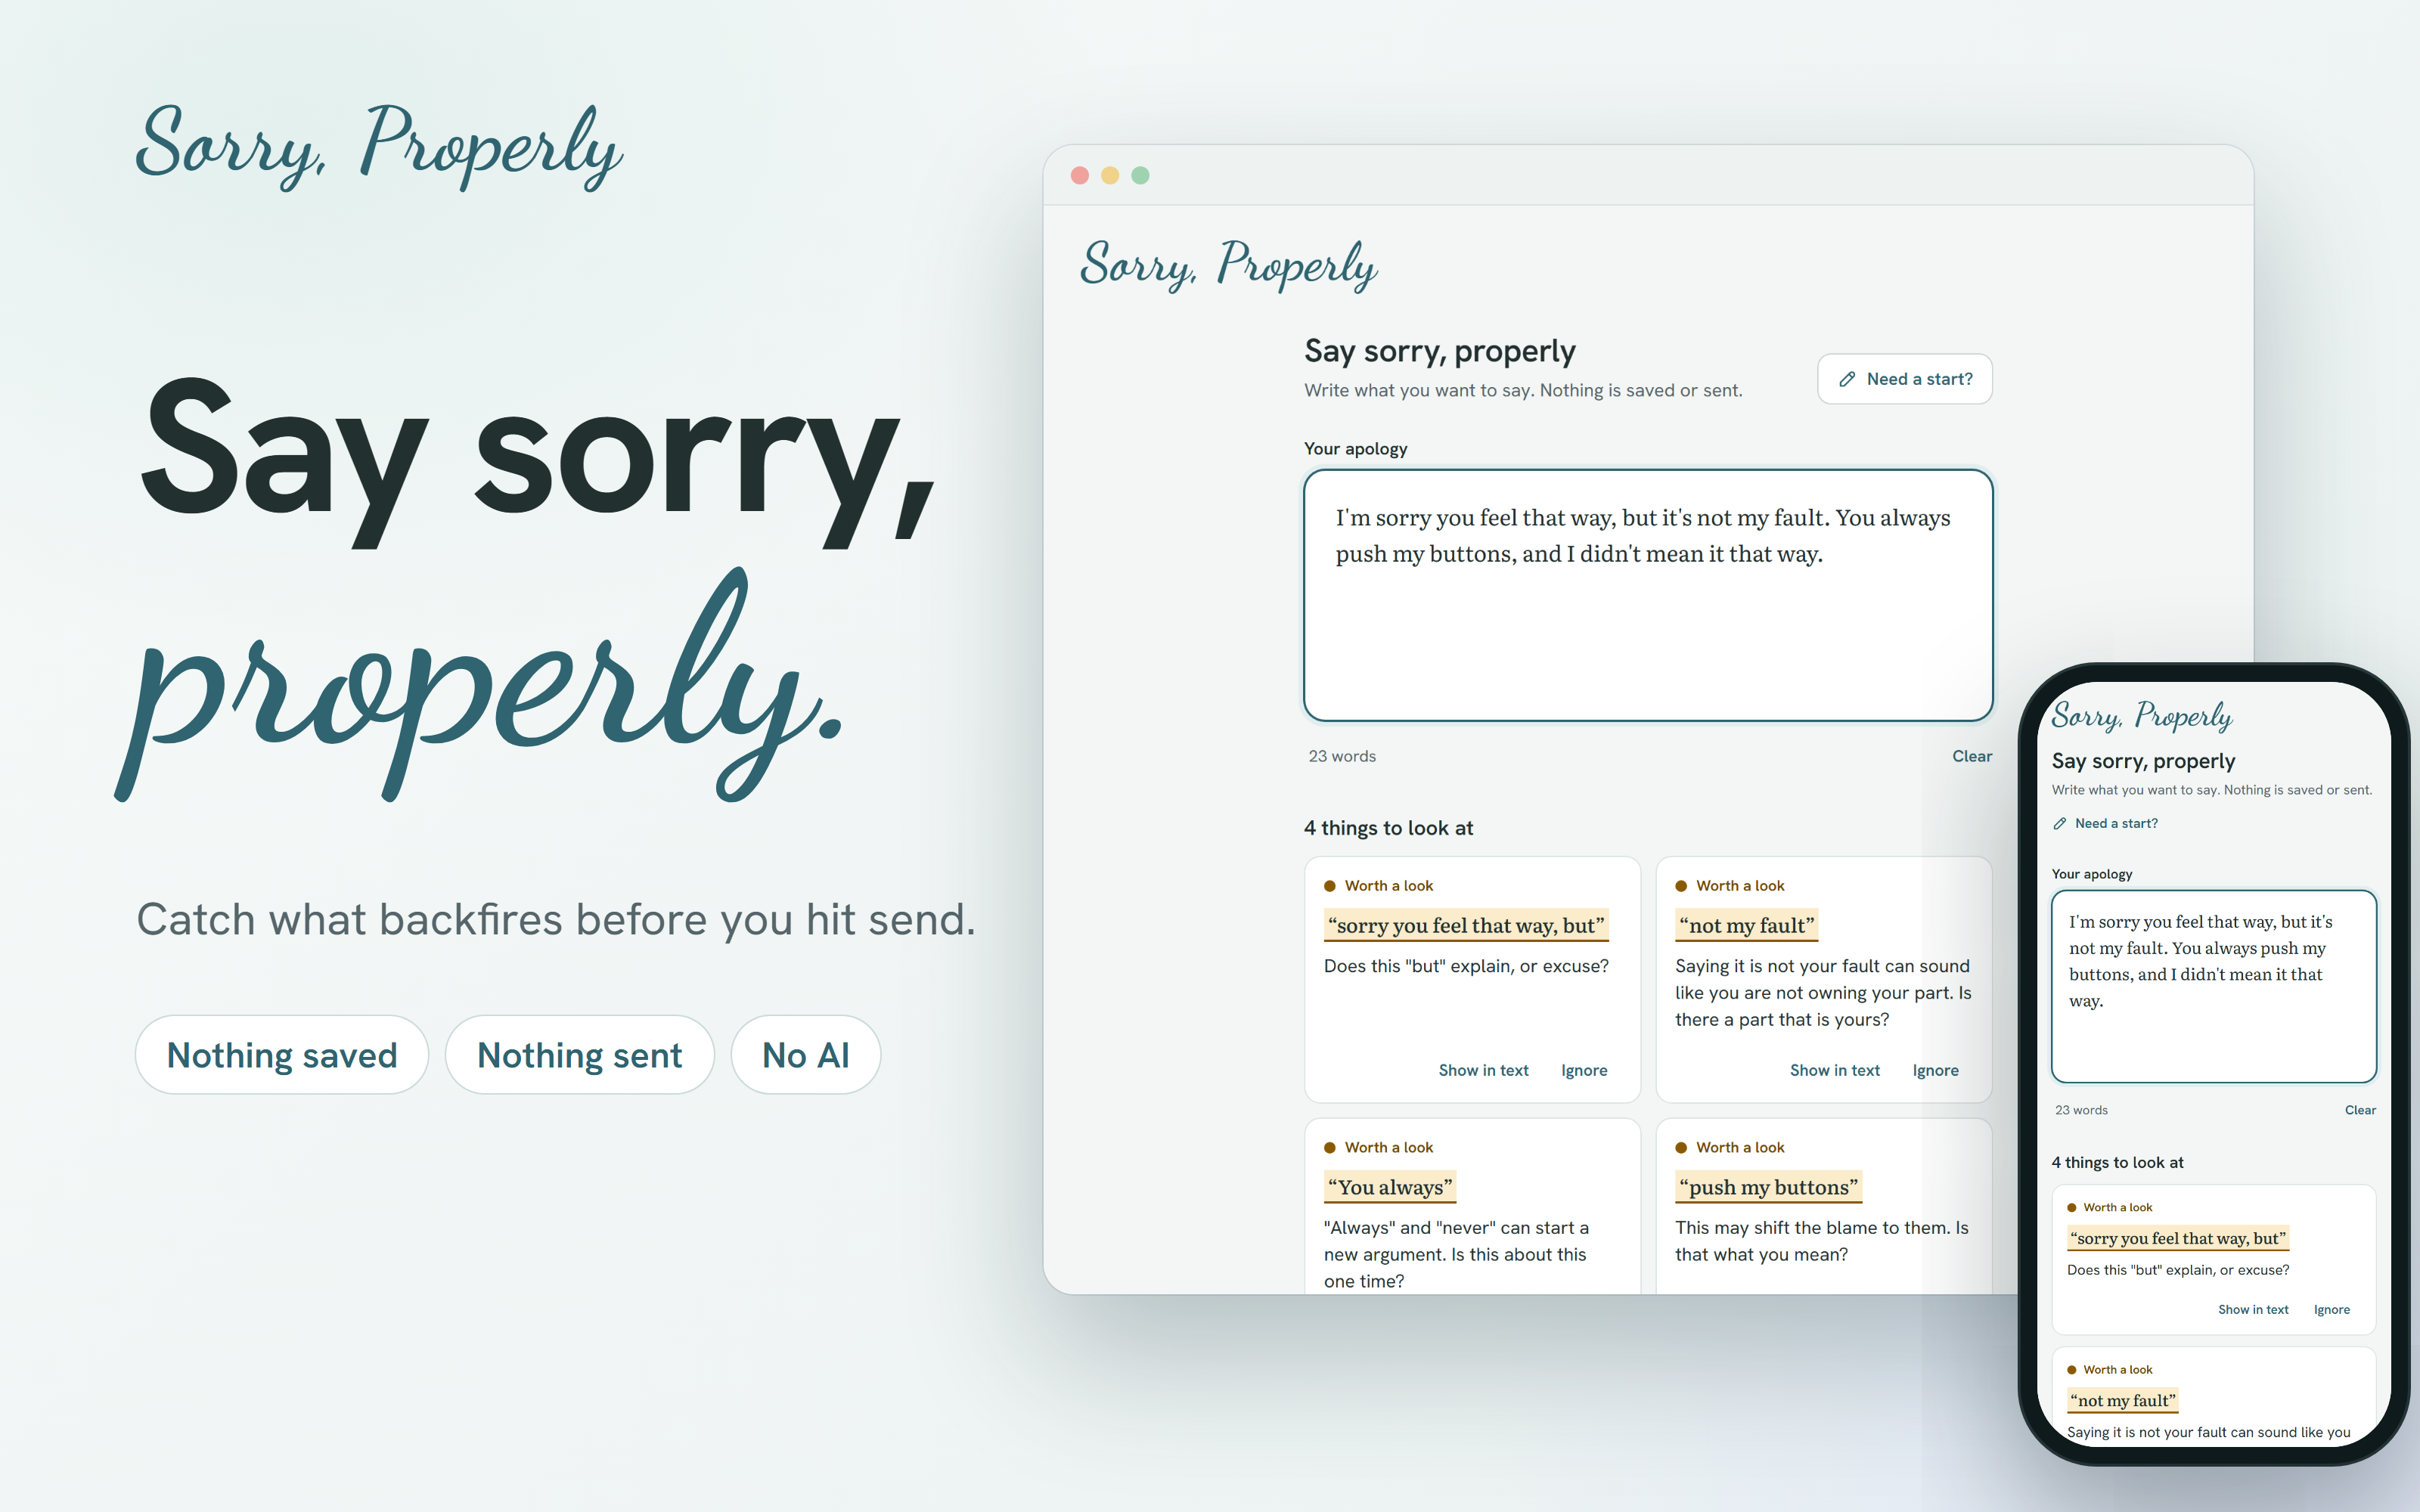 Sorry, Properly
Say sorry,
properly.
Catch what backfires before you hit send.
Nothing saved
Nothing sent
No AI
Sorry, Properly
Say sorry, properly
Write what you want to say. Nothing is saved or sent.
Need a start?
Your apology
I'm sorry you feel that way, but it's not my fault. You always
push my buttons, and I didn't mean it that way.
23 words
Clear
4 things to look at
Worth a look
“sorry you feel that way, but”
Does this "but" explain, or excuse?
Show in text
Ignore
Worth a look
“not my fault”
Saying it is not your fault can sound
like you are not owning your part. Is
there a part that is yours?
Show in text
Ignore
Worth a look
“You always”
"Always" and "never" can start a
new argument. Is this about this
one time?
Worth a look
“push my buttons”
This may shift the blame to them. Is
that what you mean?
Sorry, Properly
Say sorry, properly
Write what you want to say. Nothing is saved or sent.
Need a start?
Your apology
I'm sorry you feel that way, but it's
not my fault. You always push my
buttons, and I didn't mean it that
way.
23 words
Clear
4 things to look at
Worth a look
“sorry you feel that way, but”
Does this "but" explain, or excuse?
Show in text
Ignore
Worth a look
“not my fault”
Saying it is not your fault can sound like you